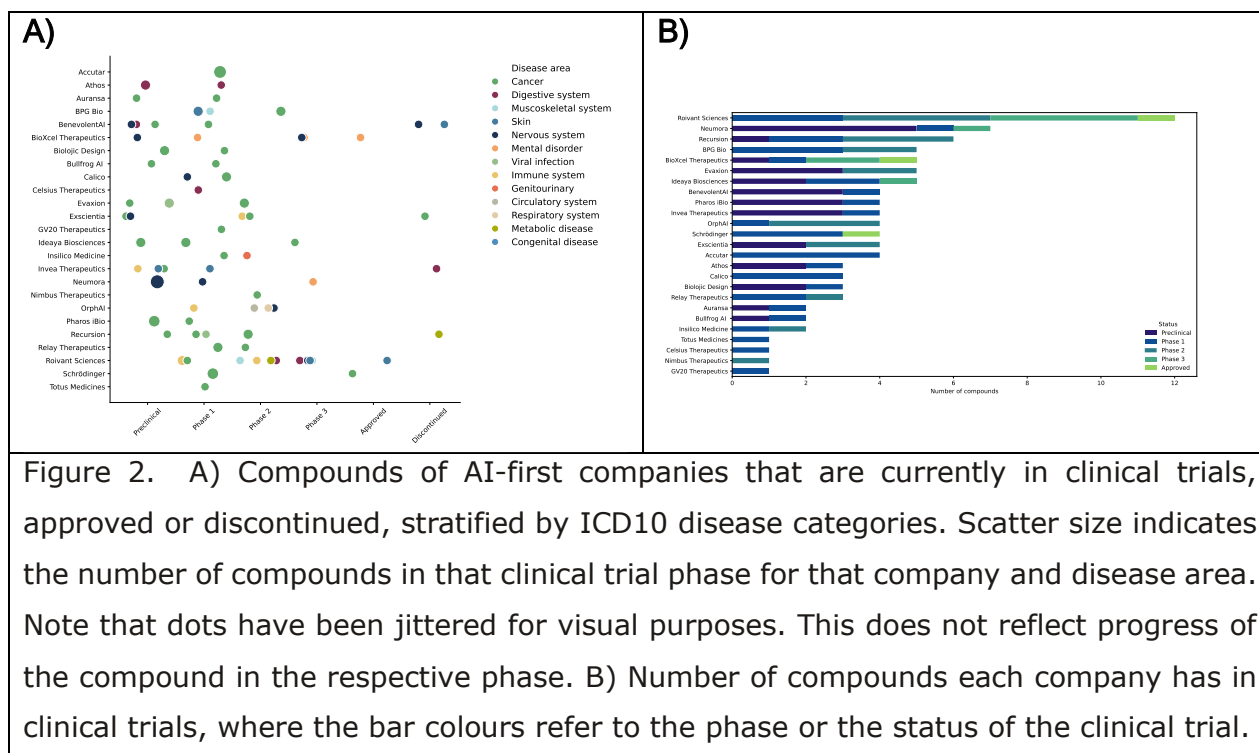 A)
Accutar
Athos
Auransa
BPG Bio
BenevolentAI
BioXcel Therapeutics
Biolojic Design
Bullfrog AI
Calico
Celsius Therapeutics
Evaxion
Exscientia
GV20 Therapeutics
Ideaya Biosciences
Insilico Medicine
Invea Therapeutics
Neumora
Nimbus Therapeutics
OrphAI
Pharos iBio
Recursion
Relay Therapeutics
Roivant Sciences
Schrödinger
Totus Medicines
Preclinical
Phase 1
Phase 2
Phase 3
Approved
Discontinued
Disease area
Cancer
Digestive system
Muscoskeletal system
Skin
Nervous system
Mental disorder
Viral infection
Immune system
Genitourinary
Circulatory system
Respiratory system
Metabolic disease
Congenital disease
B)
Roivant Sciences
Neumora
Recursion
BPG Bio
BioXcel Therapeutics
Evaxion
Ideaya Biosciences
BenevolentAI
Pharos iBio
Invea Therapeutics
OrphAI
Schrödinger
Exscientia
Accutar
Athos
Calico
Biolojic Design
Relay Therapeutics
Auransa
Bullfrog AI
Insilico Medicine
Totus Medicines
Celsius Therapeutics
Nimbus Therapeutics
GV20 Therapeutics
0 2 4 6 8 10 12
Number of compounds
Status
Preclinical
Phase 1
Phase 2
Phase 3
Approved
Figure 2. A) Compounds of AI-first companies that are currently in clinical trials,
approved or discontinued, stratified by ICD10 disease categories. Scatter size indicates
the number of compounds in that clinical trial phase for that company and disease area.
Note that dots have been jittered for visual purposes. This does not reflect progress of
the compound in the respective phase. B) Number of compounds each company has in
clinical trials, where the bar colours refer to the phase or the status of the clinical trial.